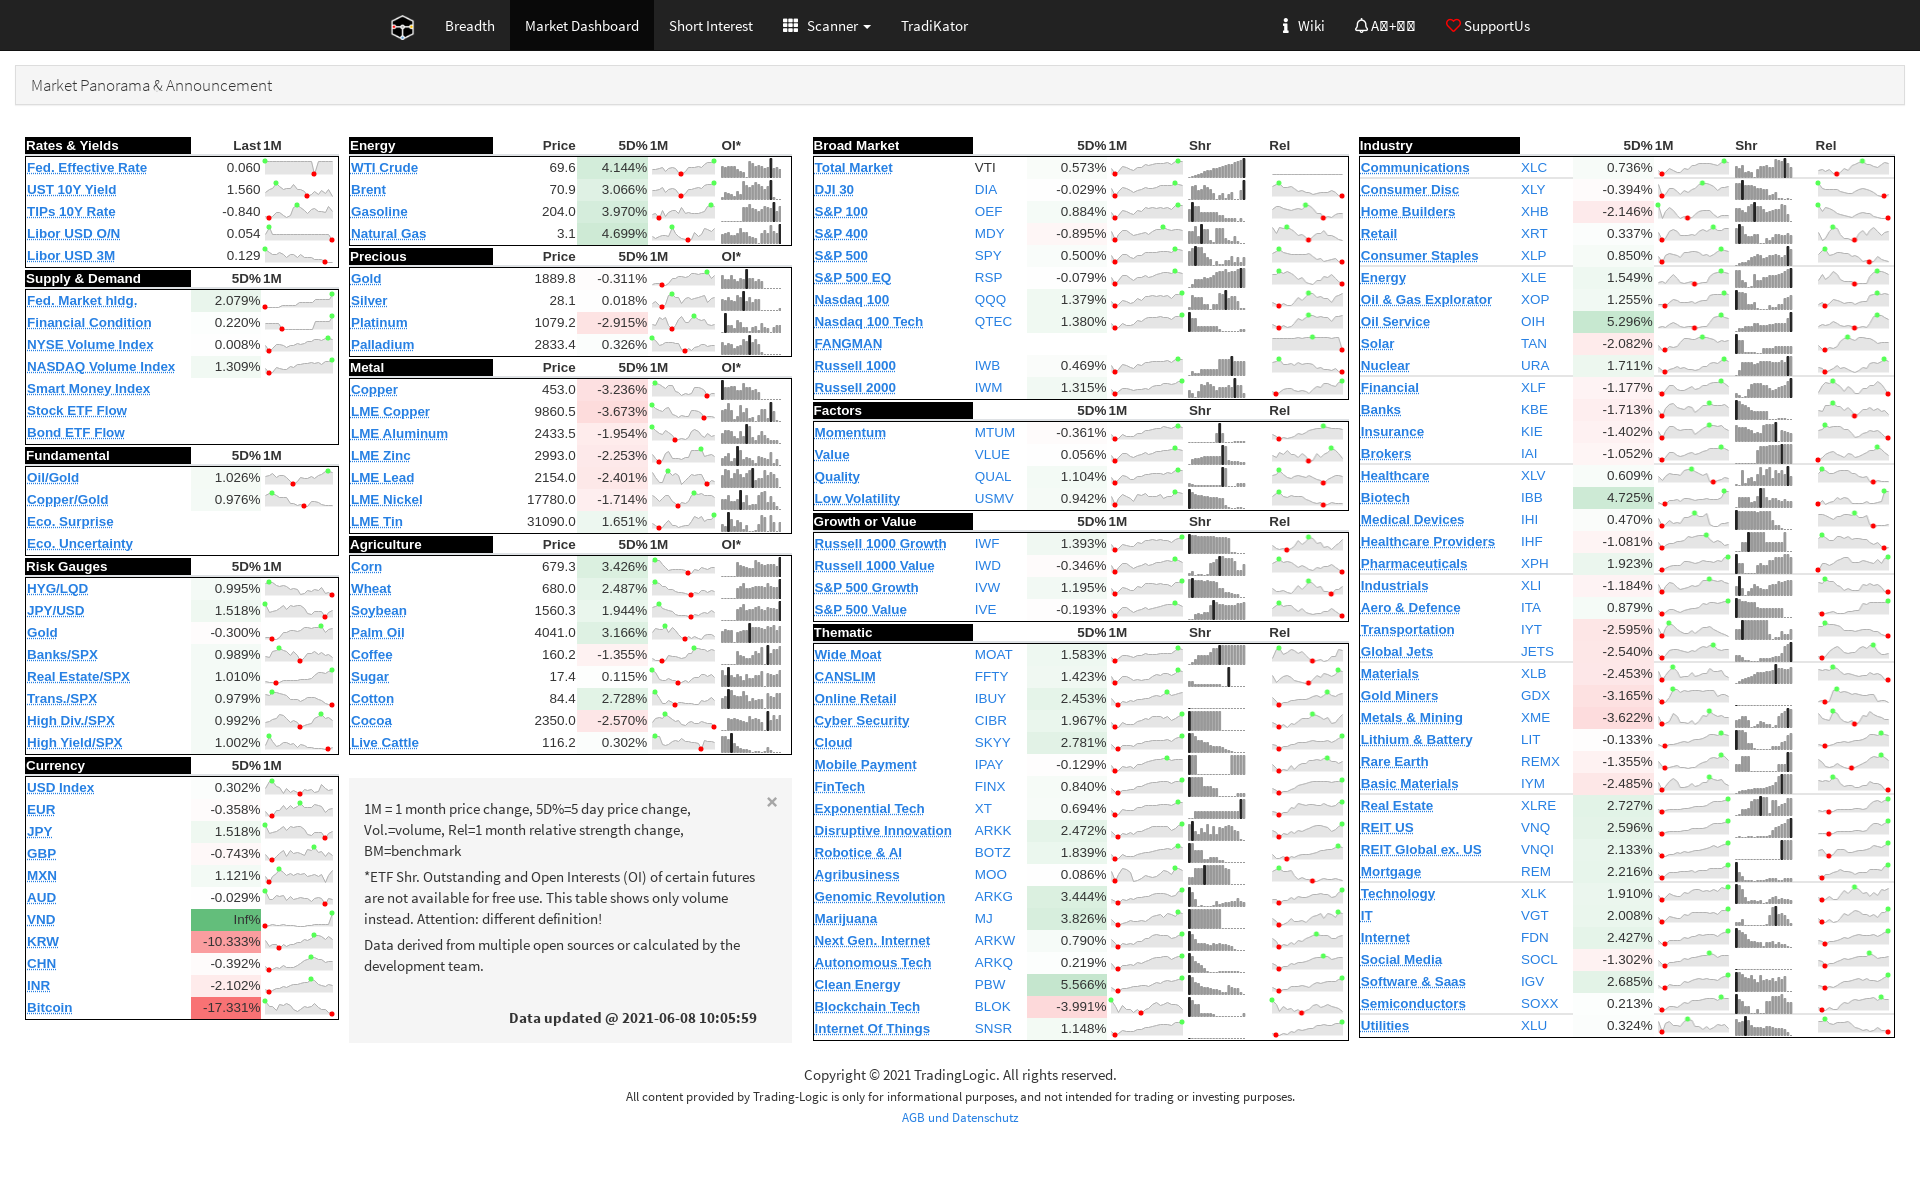 Breadth Market Dashboard Short Interest Scanner TradiKator Wiki SupportUs
Market Panorama & Announcement
Rates & Yields Last 1M
Fed. Effective Rate 0.060
UST 10Y Yield 1.560
TIPs 10Y Rate -0.840
Libor USD O/N 0.054
Libor USD 3M 0.129
Supply & Demand 5D% 1M
Fed. Market hldg. 2.079%
Financial Condition 0.220%
NYSE Volume Index 0.008%
NASDAQ Volume Index 1.309%
Smart Money Index
Stock ETF Flow
Bond ETF Flow
Fundamental 5D% 1M
Oil/Gold 1.026%
Copper/Gold 0.976%
Eco. Surprise
Eco. Uncertainty
Risk Gauges 5D% 1M
HYG/LQD 0.995%
JPY/USD 1.518%
Gold -0.300%
Banks/SPX 0.989%
Real Estate/SPX 1.010%
Trans./SPX 0.979%
High Div./SPX 0.992%
High Yield/SPX 1.002%
Currency 5D% 1M
USD Index 0.302%
EUR -0.358%
JPY 1.518%
GBP -0.743%
MXN 1.121%
AUD -0.029%
VND Inf%
KRW -10.333%
CHN -0.392%
INR -2.102%
Bitcoin -17.331%
Energy Price 5D% 1M OI*
WTI Crude 69.6 4.144%
Brent 70.9 3.066%
Gasoline 204.0 3.970%
Natural Gas 3.1 4.699%
Precious Price 5D% 1M OI*
Gold 1889.8 -0.311%
Silver 28.1 0.018%
Platinum 1079.2 -2.915%
Palladium 2833.4 0.326%
Metal Price 5D% 1M OI*
Copper 453.0 -3.236%
LME Copper 9860.5 -3.673%
LME Aluminum 2433.5 -1.954%
LME Zinc 2993.0 -2.253%
LME Lead 2154.0 -2.401%
LME Nickel 17780.0 -1.714%
LME Tin 31090.0 1.651%
Agriculture Price 5D% 1M OI*
Corn 679.3 3.426%
Wheat 680.0 2.487%
Soybean 1560.3 1.944%
Palm Oil 4041.0 3.166%
Coffee 160.2 -1.355%
Sugar 17.4 0.115%
Cotton 84.4 2.728%
Cocoa 2350.0 -2.570%
Live Cattle 116.2 0.302%
×
1M = 1 month price change, 5D%=5 day price change,
Vol.=volume, Rel=1 month relative strength change,
BM=benchmark
*ETF Shr. Outstanding and Open Interests (OI) of certain futures
are not available for free use. This table shows only volume
instead. Attention: different definition!
Data derived from multiple open sources or calculated by the
development team.
Data updated @ 2021-06-08 10:05:59
Broad Market 5D% 1M Shr Rel
Total Market VTI 0.573%
DJI 30 DIA -0.029%
S&P 100 OEF 0.884%
S&P 400 MDY -0.895%
S&P 500 SPY 0.500%
S&P 500 EQ RSP -0.079%
Nasdaq 100 QQQ 1.379%
Nasdaq 100 Tech QTEC 1.380%
FANGMAN
Russell 1000 IWB 0.469%
Russell 2000 IWM 1.315%
Factors 5D% 1M Shr Rel
Momentum MTUM -0.361%
Value VLUE 0.056%
Quality QUAL 1.104%
Low Volatility USMV 0.942%
Growth or Value 5D% 1M Shr Rel
Russell 1000 Growth IWF 1.393%
Russell 1000 Value IWD -0.346%
S&P 500 Growth IVW 1.195%
S&P 500 Value IVE -0.193%
Thematic 5D% 1M Shr Rel
Wide Moat MOAT 1.583%
CANSLIM FFTY 1.423%
Online Retail IBUY 2.453%
Cyber Security CIBR 1.967%
Cloud SKYY 2.781%
Mobile Payment IPAY -0.129%
FinTech FINX 0.840%
Exponential Tech XT 0.694%
Disruptive Innovation ARKK 2.472%
Robotice & AI BOTZ 1.839%
Agribusiness MOO 0.086%
Genomic Revolution ARKG 3.444%
Marijuana MJ 3.826%
Next Gen. Internet ARKW 0.790%
Autonomous Tech ARKQ 0.219%
Clean Energy PBW 5.566%
Blockchain Tech BLOK -3.991%
Internet Of Things SNSR 1.148%
Industry 5D% 1M Shr Rel
Communications XLC 0.736%
Consumer Disc XLY -0.394%
Home Builders XHB -2.146%
Retail XRT 0.337%
Consumer Staples XLP 0.850%
Energy XLE 1.549%
Oil & Gas Explorator XOP 1.255%
Oil Service OIH 5.296%
Solar TAN -2.082%
Nuclear URA 1.711%
Financial XLF -1.177%
Banks KBE -1.713%
Insurance KIE -1.402%
Brokers IAI -1.052%
Healthcare XLV 0.609%
Biotech IBB 4.725%
Medical Devices IHI 0.470%
Healthcare Providers IHF -1.081%
Pharmaceuticals XPH 1.923%
Industrials XLI -1.184%
Aero & Defence ITA 0.879%
Transportation IYT -2.595%
Global Jets JETS -2.540%
Materials XLB -2.453%
Gold Miners GDX -3.165%
Metals & Mining XME -3.622%
Lithium & Battery LIT -0.133%
Rare Earth REMX -1.355%
Basic Materials IYM -2.485%
Real Estate XLRE 2.727%
REIT US VNQ 2.596%
REIT Global ex. US VNQI 2.133%
Mortgage REM 2.216%
Technology XLK 1.910%
IT VGT 2.008%
Internet FDN 2.427%
Social Media SOCL -1.302%
Software & Saas IGV 2.685%
Semiconductors SOXX 0.213%
Utilities XLU 0.324%
Copyright © 2021 TradingLogic. All rights reserved.
All content provided by Trading-Logic is only for informational purposes, and not intended for trading or investing purposes.
AGB und Datenschutz